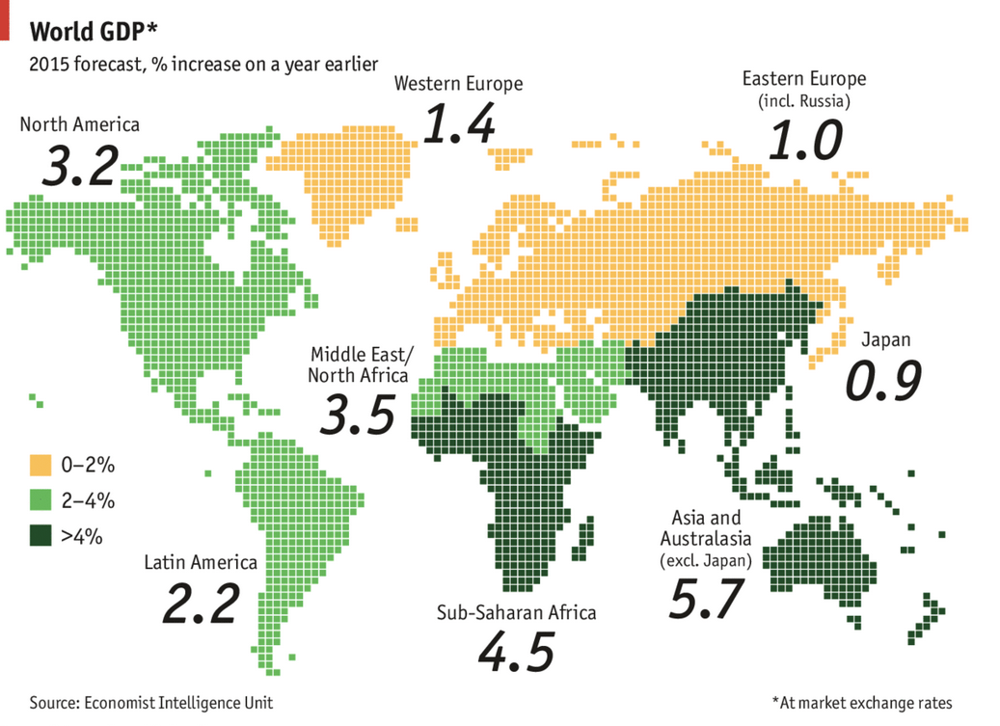 World GDP*
2015 forecast, % increase on a year earlier
Western Europe
1.4
Eastern Europe
(incl. Russia)
1.0
North America
3.2
Middle East/
North Africa
3.5
Japan
0.9
0–2%
2–4%
>4%
Latin America
2.2
Sub-Saharan Africa
4.5
Asia and
Australasia
(excl. Japan)
5.7
Source: Economist Intelligence Unit
*At market exchange rates